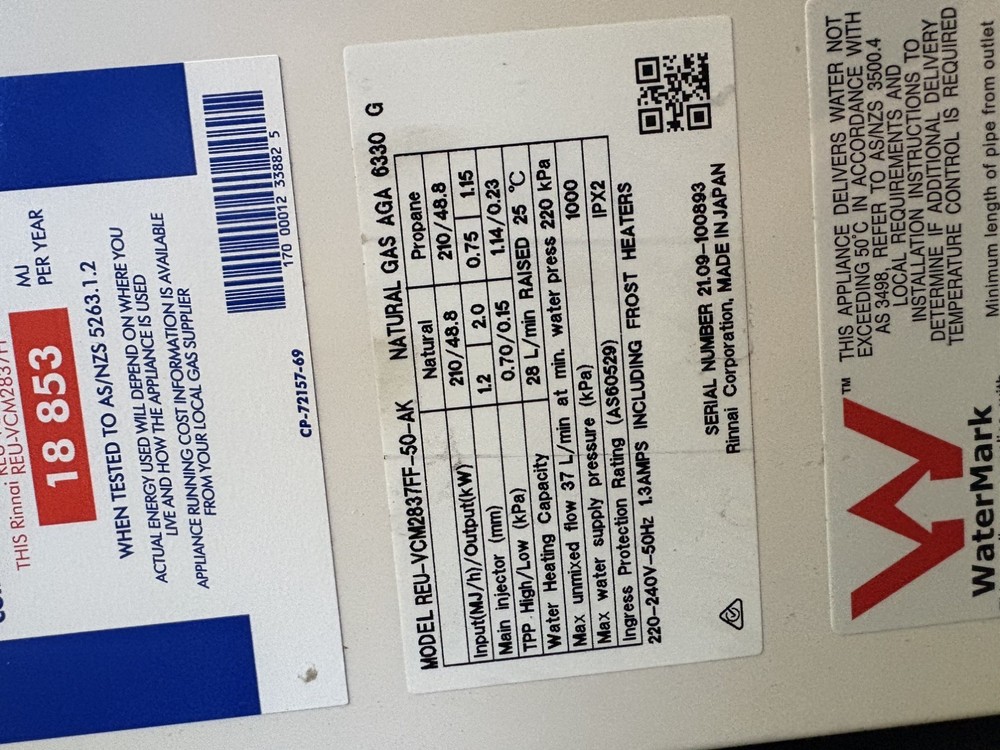 THIS Rinnai
REU-VCM2837F
18 853
MJ
PER YEAR
WHEN TESTED TO AS/NZS 5263.1.2
ACTUAL ENERGY USED WILL DEPEND ON WHERE YOU
LIVE AND HOW THE APPLIANCE IS USED
APPLIANCE RUNNING COST INFORMATION IS AVAILABLE
FROM YOUR LOCAL GAS SUPPLIER
170 00012 33882 5
CP-72157-69
MODEL REU-VCM2837FF-50-AK NATURAL GAS AGA 6330 G
Natural Propane
Input(MJ/h)/Output(kW) 210/48.8 210/48.8
Main injector (mm) 1.2 2.0 0.75 1.15
TPP High/Low (kPa) 0.70/0.15 1.14/0.23
Water Heating Capacity 28 L/min RAISED 25 °C
Max unmixed flow 37 L/min at min. water press 220 kPa
Max water supply pressure (kPa) 1000
Ingress Protection Rating (AS60529) IPX2
220-240V-50Hz 1.3AMPS INCLUDING FROST HEATERS
SERIAL NUMBER 21.09-100893
Rinnai Corporation, MADE IN JAPAN
THIS APPLIANCE DELIVERS WATER NOT
EXCEEDING 50°C IN ACCORDANCE WITH
AS 3498, REFER TO AS/NZS 3500.4
LOCAL REQUIREMENTS AND
INSTALLATION INSTRUCTIONS TO
DETERMINE IF ADDITIONAL DELIVERY
TEMPERATURE CONTROL IS REQUIRED
TM
WaterMark
Minimum length of pipe from outlet